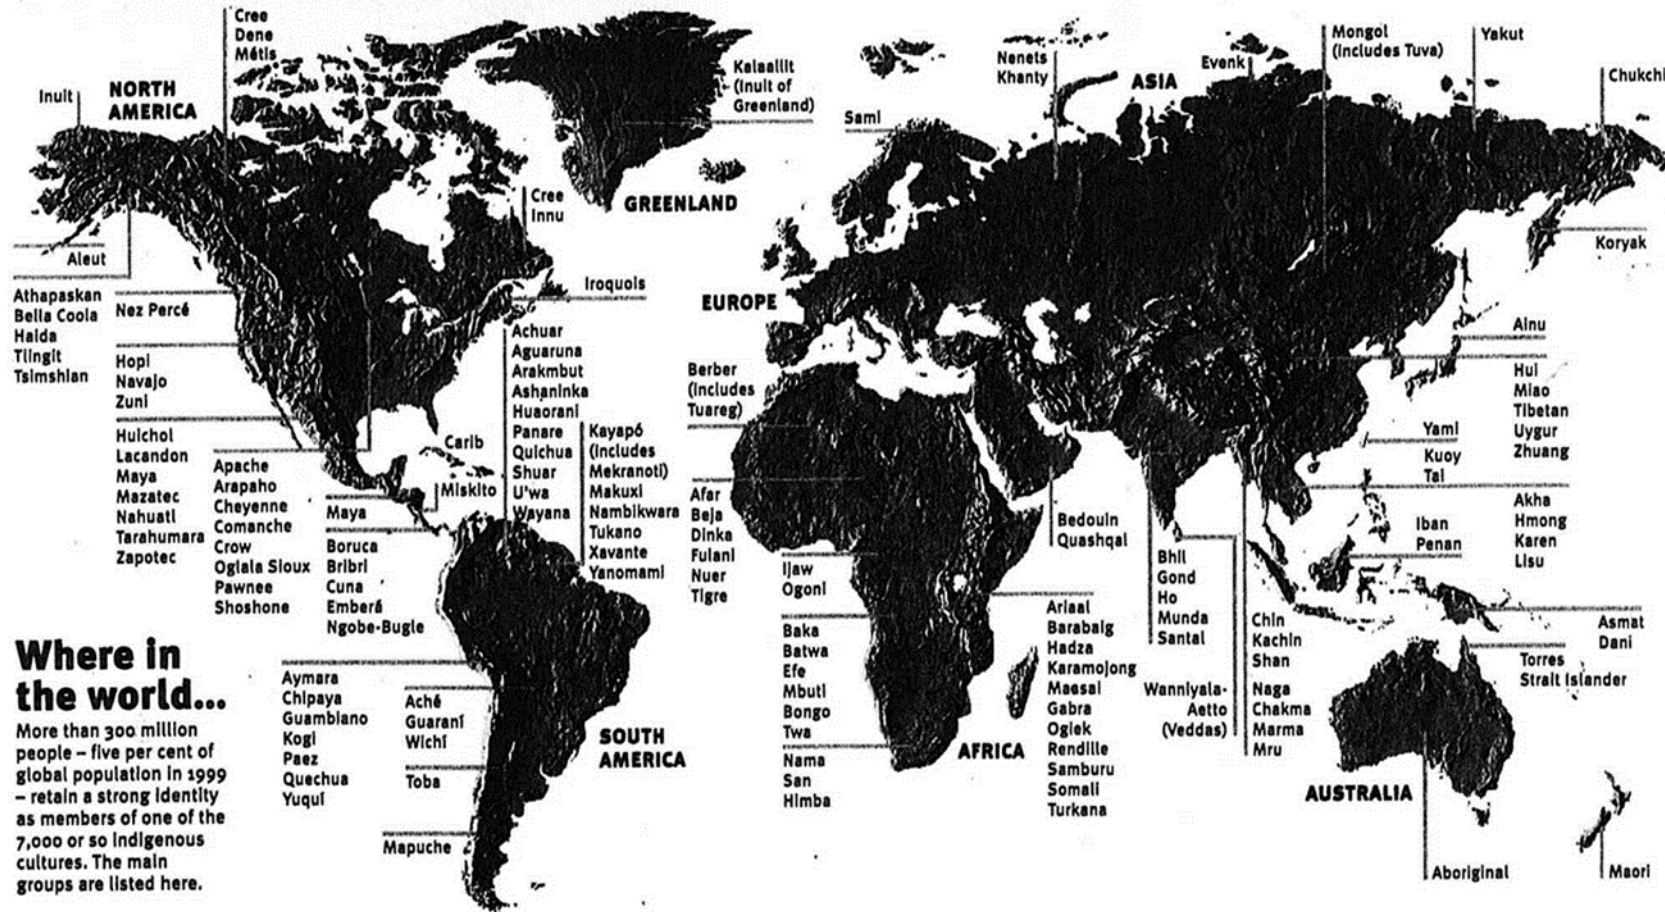 Cree
Dene
Métis
Inuit
NORTH
AMERICA
Kalaallit
(Inuit of
Greenland)
GREENLAND
Cree
Innu
Aleut
Athapaskan
Bella Coola
Haida
Tlingit
Tsimshian
Nez Percé
Hopi
Navajo
Zuni
Huichol
Lacandon
Maya
Mazatec
Nahuatl
Tarahumara
Zapotec
Apache
Arapaho
Cheyenne
Comanche
Crow
Oglala Sioux
Pawnee
Shoshone
Iroquois
Carib
Miskito
Maya
Boruca
Bribri
Cuna
Emberá
Ngobe-Bugle
Achuar
Aguaruna
Arakmbut
Ashaninka
Huaorani
Panare
Quichua
Shuar
U'wa
Wayana
Kayapó
(includes
Mekranoti)
Makuxi
Nambikwara
Tukano
Xavante
Yanomami
Aymara
Chipaya
Guambiano
Kogi
Paez
Quechua
Yuqui
Aché
Guaraní
Wichí
Toba
Mapuche
SOUTH
AMERICA
Where in
the world...
More than 300 million
people – five per cent of
global population in 1999
– retain a strong identity
as members of one of the
7,000 or so indigenous
cultures. The main
groups are listed here.
Sami
Nenets
Khanty
Evenk
ASIA
Mongol
(includes Tuva)
Yakut
Chukchi
Koryak
EUROPE
Berber
(includes
Tuareg)
Afar
Beja
Dinka
Fulani
Nuer
Tigre
Ijaw
Ogoni
Baka
Batwa
Efe
Mbuti
Bongo
Twa
Nama
San
Himba
AFRICA
Ariaal
Barabaig
Hadza
Karamojong
Maasai
Gabra
Ogiek
Rendille
Samburu
Somali
Turkana
Bedouin
Quashqai
Bhil
Gond
Ho
Munda
Santal
Wanniyala-
Aetto
(Veddas)
Chin
Kachin
Shan
Naga
Chakma
Marma
Mru
Ainu
Hui
Miao
Tibetan
Uygur
Zhuang
Yami
Kuoy
Tai
Akha
Hmong
Karen
Lisu
Iban
Penan
Asmat
Dani
Torres
Strait Islander
AUSTRALIA
Aboriginal
Maori